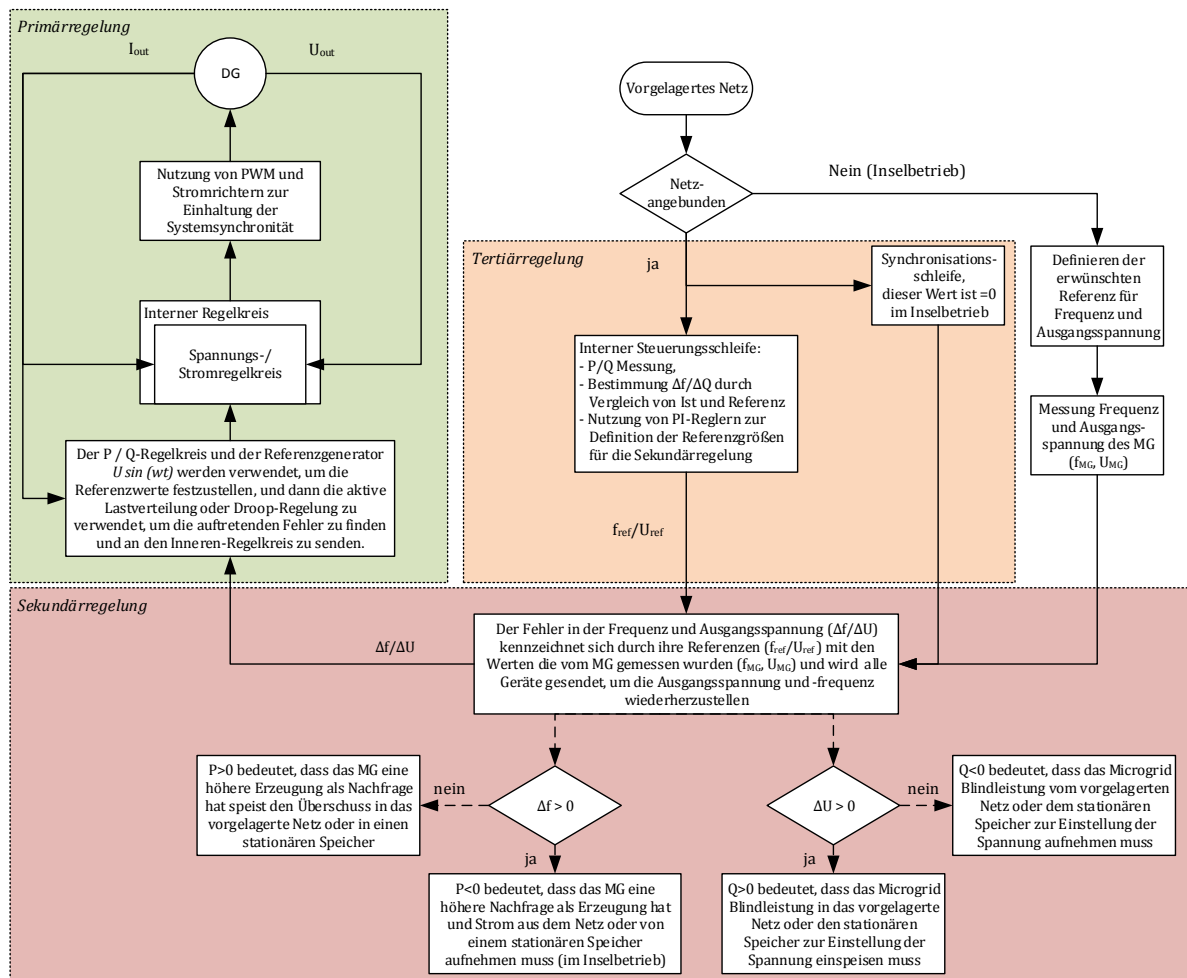 Primärregelung
I_out
U_out
DG
Nutzung von PWM und
Stromrichtern zur
Einhaltung der
Systemsynchronität
Interner Regelkreis
Spannungs-/
Stromregelkreis
Der P / Q-Regelkreis und der Referenzgenerator
U sin (wt) werden verwendet, um die
Referenzwerte festzustellen, und dann die aktive
Lastverteilung oder Droop-Regelung zu
verwendet, um die auftretenden Fehler zu finden
und an den Inneren-Regelkreis zu senden.
Vorgelagertes Netz
Netz-
angebunden
Nein (Inselbetrieb)
Tertiärregelung
ja
Synchronisations-
schleife,
dieser Wert ist =0
im Inselbetrieb
Interner Steuerungsschleife:
- P/Q Messung,
- Bestimmung Δf/ΔQ durch
Vergleich von Ist und Referenz
- Nutzung von PI-Reglern zur
Definition der Referenzgrößen
für die Sekundärregelung
f_ref/U_ref
Definieren der
erwünschten
Referenz für
Frequenz und
Ausgangsspannung
Messung Frequenz
und Ausgangs-
spannung des MG
(f_MG, U_MG)
Sekundärregelung
Δf/ΔU
Der Fehler in der Frequenz und Ausgangsspannung (Δf/ΔU)
kennzeichnet sich durch ihre Referenzen (f_ref/U_ref) mit den
Werten die vom MG gemessen wurden (f_MG, U_MG) und wird alle
Geräte gesendet, um die Ausgangsspannung und -frequenz
wiederherzustellen
P>0 bedeutet, dass das MG eine
höhere Erzeugung als Nachfrage
hat speist den Überschuss in das
vorgelagerte Netz oder in einen
stationären Speicher
nein
Δf > 0
ja
P<0 bedeutet, dass das MG eine
höhere Nachfrage als Erzeugung hat
und Strom aus dem Netz oder von
einem stationären Speicher
aufnehmen muss (im Inselbetrieb)
ΔU > 0
nein
ja
Q<0 bedeutet, dass das Microgrid
Blindleistung vom vorgelagerten
Netz oder dem stationären
Speicher zur Einstellung der
Spannung aufnehmen muss
Q>0 bedeutet, dass das Microgrid
Blindleistung in das vorgelagerte
Netz oder den stationären
Speicher zur Einstellung der
Spannung einspeisen muss